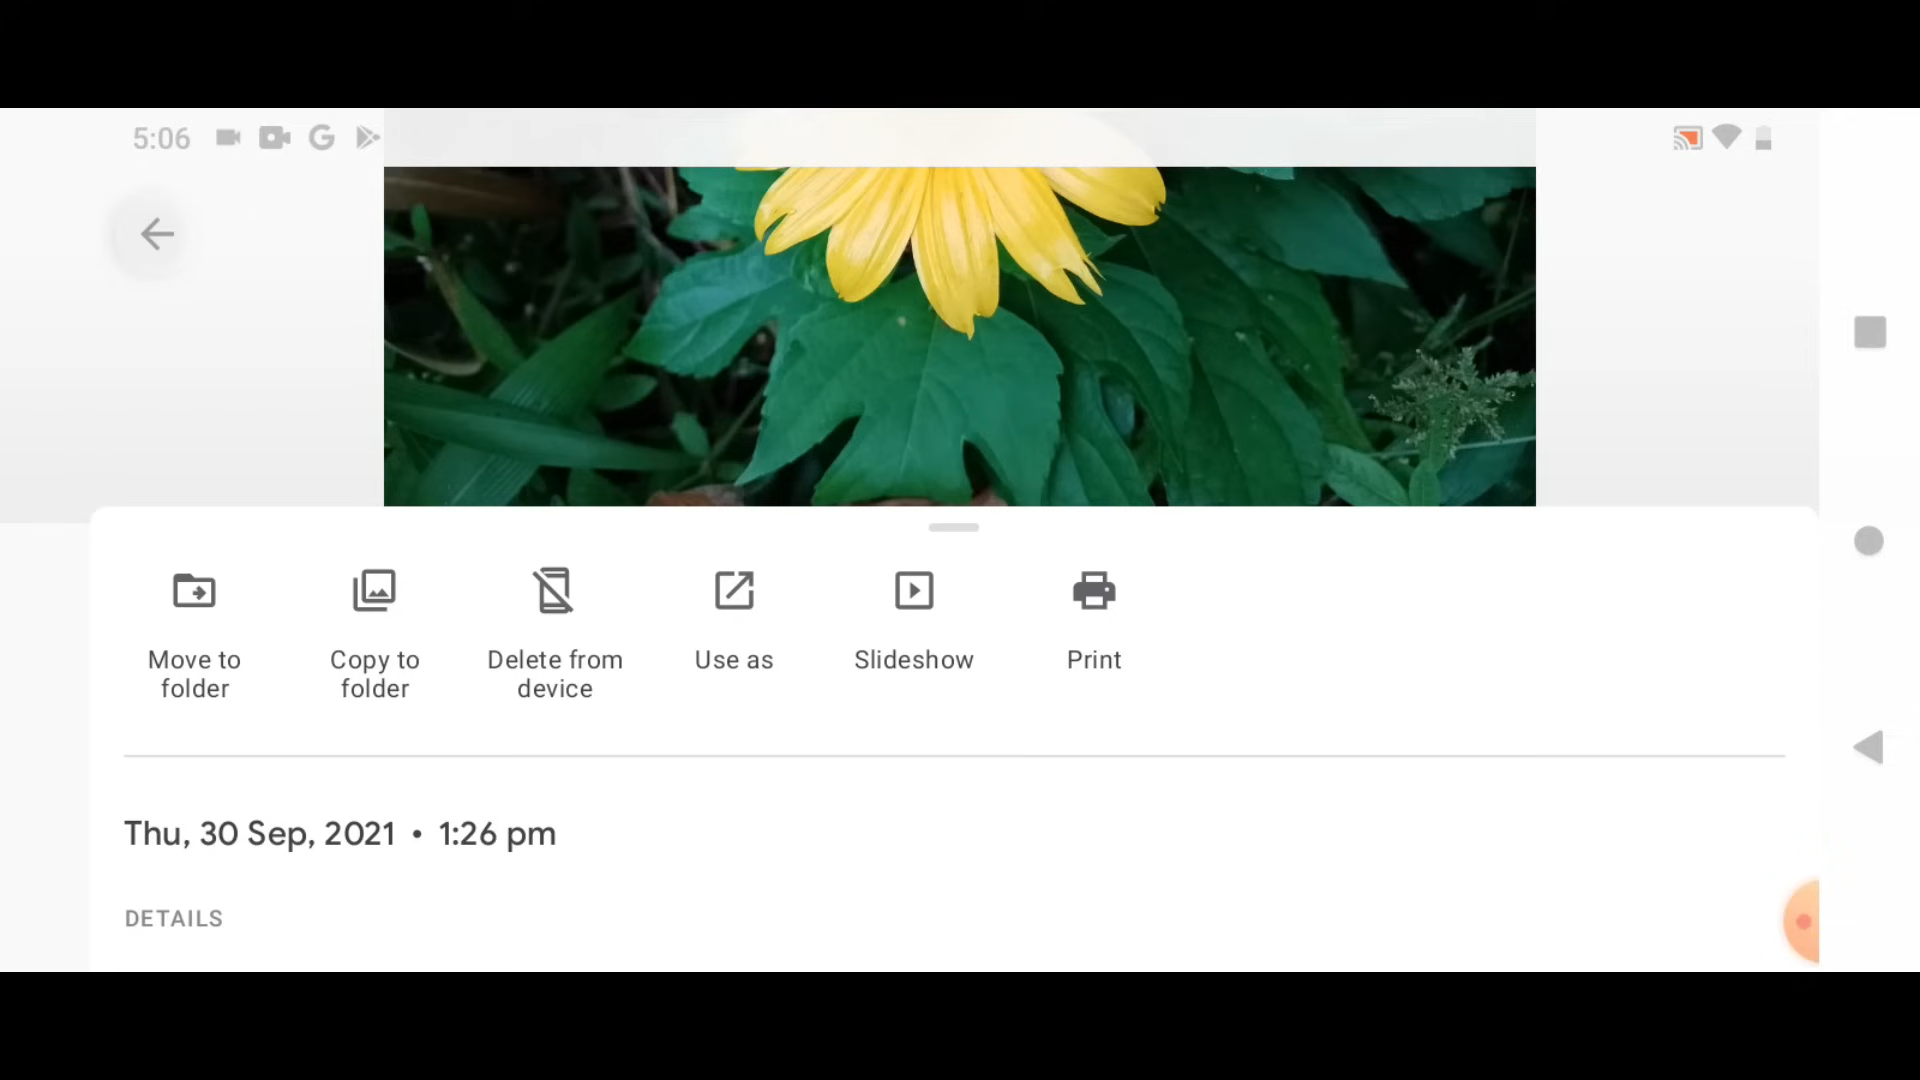 5:06
Move to
folder
Copy to
folder
Delete from
device
Use as
Slideshow
Print
Thu, 30 Sep, 2021 • 1:26 pm
DETAILS